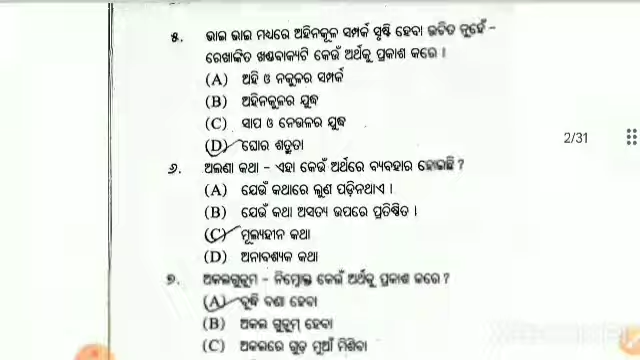 ୫. ଭାଇ ଭାଇ ମଧ୍ୟରେ ଅହିନକୂଳ ସମ୍ପର୍କ ସୃଷ୍ଟି ହେବା ଉଚିତ ନୁହେଁ –
ରେଖାଙ୍କିତ ଖଣ୍ଡବାକ୍ୟଟି କେଉଁ ଅର୍ଥକୁ ପ୍ରକାଶ କରେ ।
(A) ଅହି ଓ ନକୁଳର ସମ୍ପର୍କ
(B) ଅହିନକୁଳର ଯୁଦ୍ଧ
(C) ସାପ ଓ ନେଉଳର ଯୁଦ୍ଧ
(D) ଘୋର ଶତ୍ରୁତା
2/31
୬. ଅଲଣା କଥା – ଏହା କେଉଁ ଅର୍ଥରେ ବ୍ୟବହାର ହୋଇଛି ?
(A) ଯେଉଁ କଥାରେ ଲୁଣ ପଡ଼ିନଥାଏ ।
(B) ଯେଉଁ କଥା ଅସତ୍ୟ ଉପରେ ପ୍ରତିଷ୍ଠିତ ।
(C) ମୂଲ୍ୟହୀନ କଥା
(D) ଅନାବଶ୍ୟକ କଥା
୭. ଅକଲଗୁଡୁମ – ନିମ୍ନୋକ୍ତ କେଉଁ ଅର୍ଥକୁ ପ୍ରକାଶ କରେ ?
(A) ବୁଦ୍ଧି ବଣା ହେବା
(B) ଅକଲ ଗୁଡୁମ୍ ହେବା
(C) ଅକଲରେ ଗୁଡ଼ ମୁଆଁ ମିଶିବା